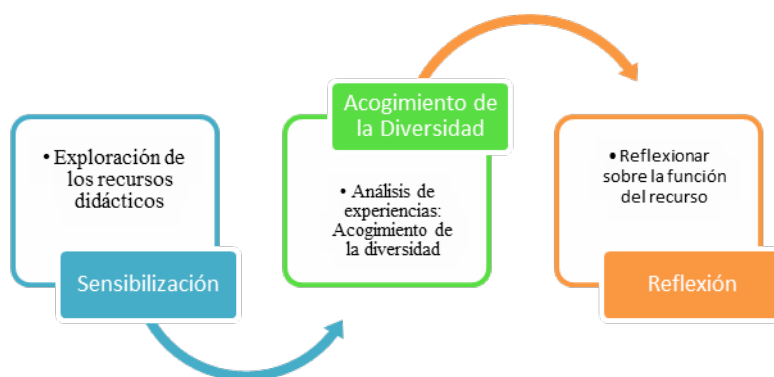 • Exploración de
los recursos
didácticos
Sensibilización
Acogimiento de
la Diversidad
• Análisis de
experiencias:
Acogimiento de
la diversidad
• Reflexionar
sobre la función
del recurso
Reflexión